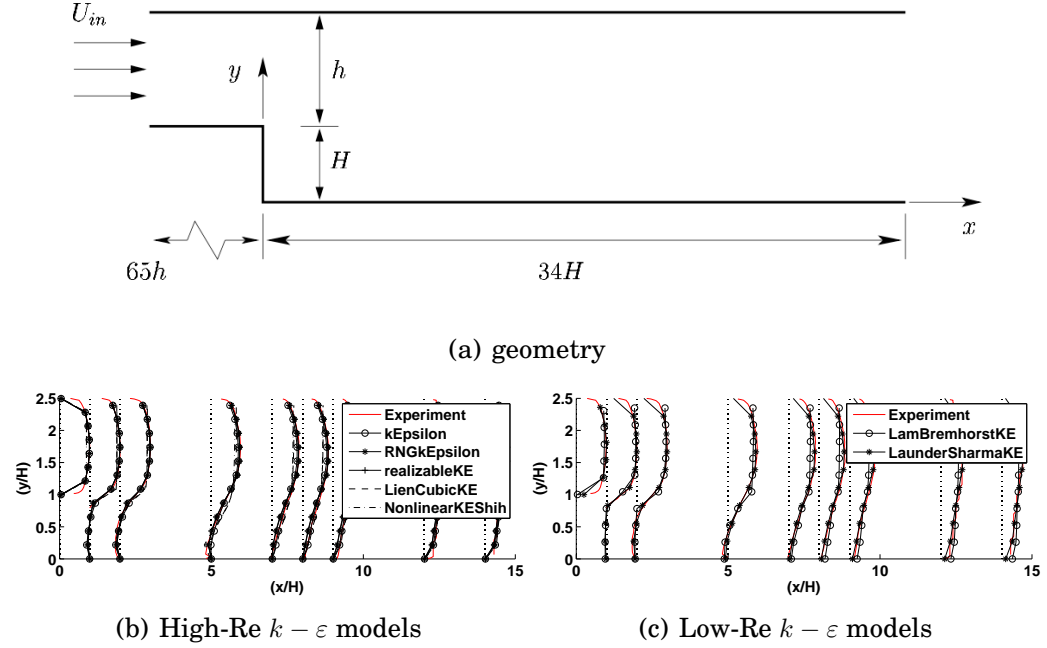 U_in
y
h
H
x
65h
34H
(a) geometry
(y/H)
2.5
2
1.5
1
0.5
0
Experiment
kEpsilon
RNGkEpsilon
realizableKE
LienCubicKE
NonlinearKEShih
0 5 10 15
(x/H)
(b) High-Re k − ε models
(y/H)
2.5
2
1.5
1
0.5
0
Experiment
LamBremhorstKE
LaunderSharmaKE
0 5 10 15
(x/H)
(c) Low-Re k − ε models